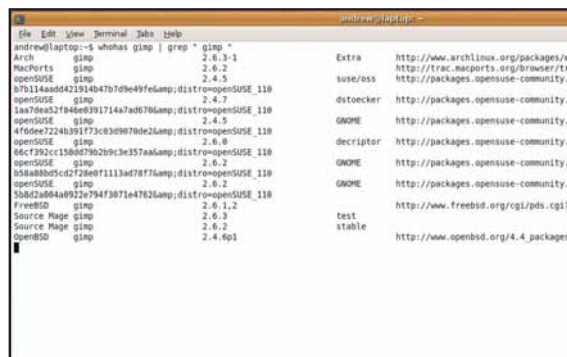 andrew@laptop: ~
File Edit View Terminal Tabs Help
andrew@laptop:~$ whohas gimp | grep " gimp "
Arch gimp 2.6.3-1 Extra http://www.archlinux.org/packages/e
MacPorts gimp 2.6.2 http://trac.macports.org/browser/tr
openSUSE gimp 2.4.5 suse/oss http://packages.opensuse-community.
b7b114aadd421914b47b7d9e49fe&amp;distro=openSUSE_110
openSUSE gimp 2.4.7 dstoecker http://packages.opensuse-community.
1aa7dea52f846e0391714a7ad670&amp;distro=openSUSE_110
openSUSE gimp 2.4.5 GNOME http://packages.opensuse-community.
4f6dee7224b391f73c03d9070de2&amp;distro=openSUSE_110
openSUSE gimp 2.6.0 decriptor http://packages.opensuse-community.
66cf392cc158dd79b2b9c3e357aa&amp;distro=openSUSE_110
openSUSE gimp 2.6.2 GNOME http://packages.opensuse-community.
b58a88bd5cd2f28e0f1113ad78f7&amp;distro=openSUSE_110
openSUSE gimp 2.6.2 GNOME http://packages.opensuse-community.
5b8d2a004a0922e794f3071e4762&amp;distro=openSUSE_110
FreeBSD gimp 2.6.1,2 http://www.freebsd.org/cgi/pds.cgi
Source Mage gimp 2.6.3 test
Source Mage gimp 2.6.2 stable
OpenBSD gimp 2.4.6p1 http://www.openbsd.org/4.4_packages